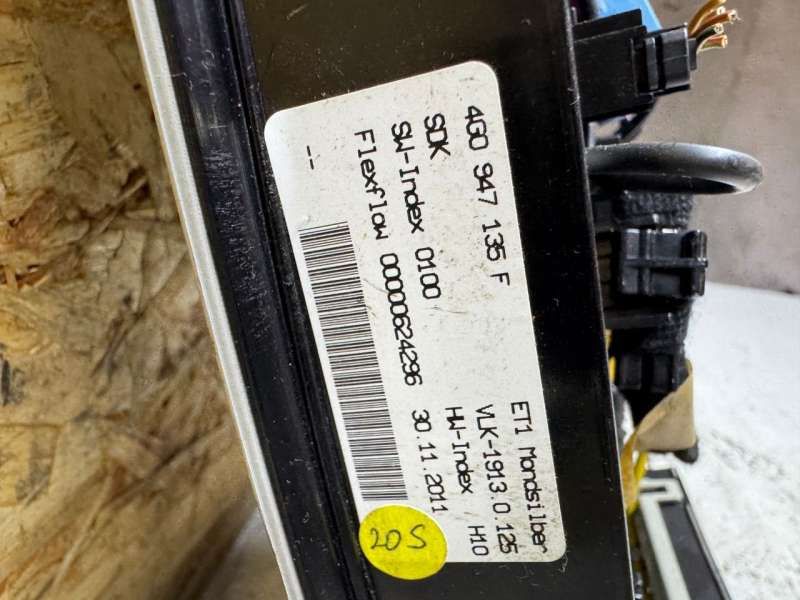 4G0 947 135 F ET1 Mondsilber
SDK VLK-1913.0.125
SW-Index 0100 HW-Index H10
Flexflow 00000624296 30.11.2011
--
20S